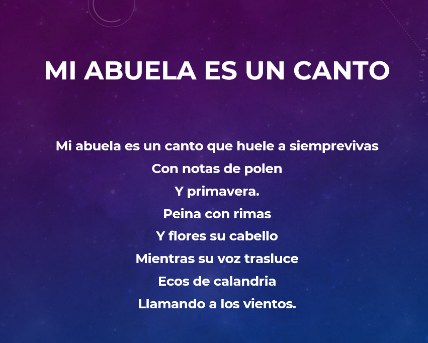 MI ABUELA ES UN CANTO
Mi abuela es un canto que huele a siemprevivas
Con notas de polen
Y primavera.
Peina con rimas
Y flores su cabello
Mientras su voz trasluce
Ecos de calandria
Llamando a los vientos.